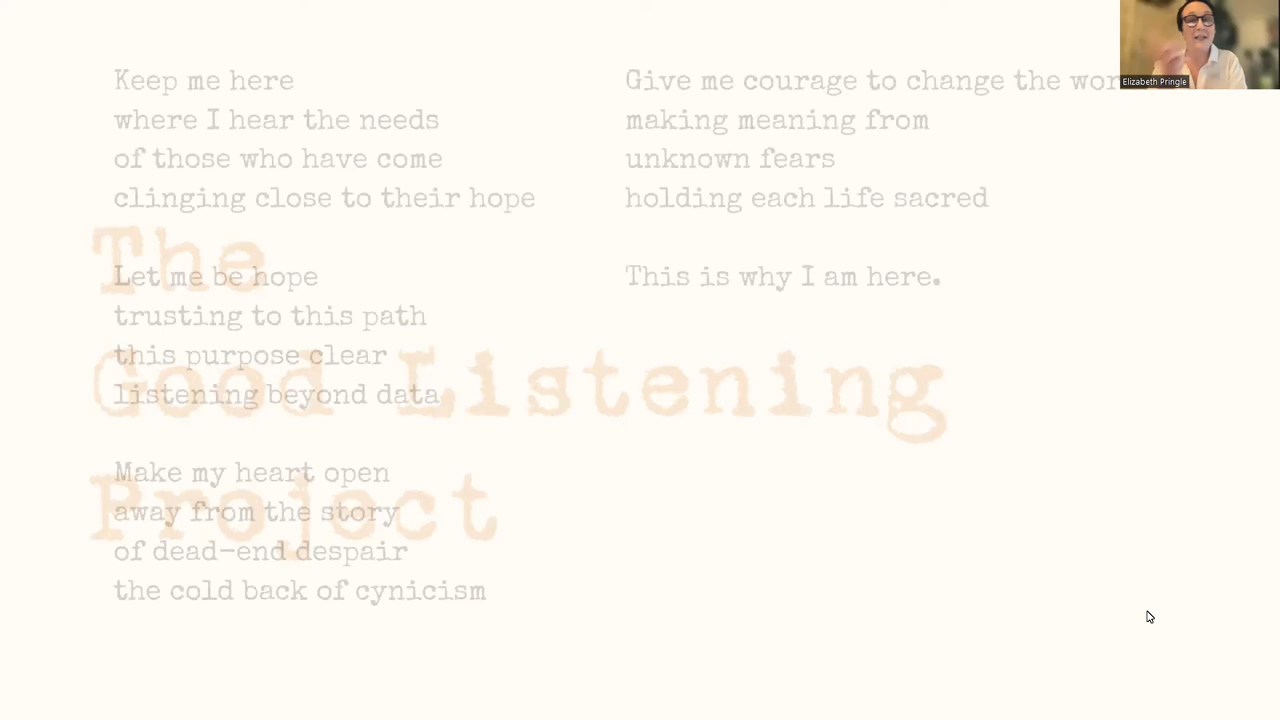 Keep me here
where I hear the needs
of those who have come
clinging close to their hope
Let me be hope
trusting to this path
this purpose clear
listening beyond data
Make my heart open
away from the story
of dead-end despair
the cold back of cynicism
Give me courage to change the wor
making meaning from
unknown fears
holding each life sacred
This is why I am here.
The
Good Listening
Project
Elizabeth Pringle